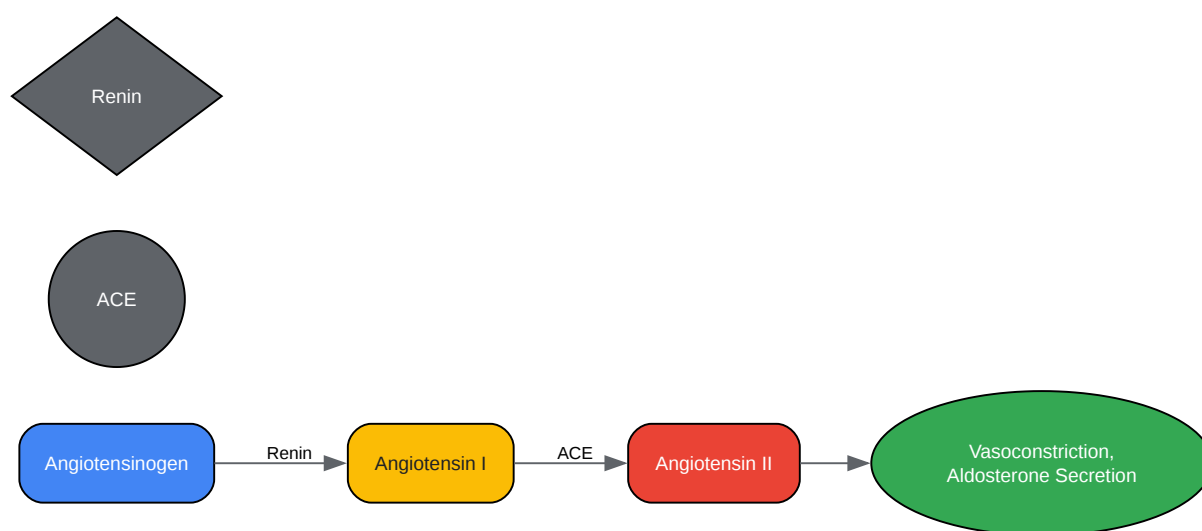 Renin
ACE
Angiotensinogen
Renin
Angiotensin I
ACE
Angiotensin II
Vasoconstriction,
Aldosterone Secretion